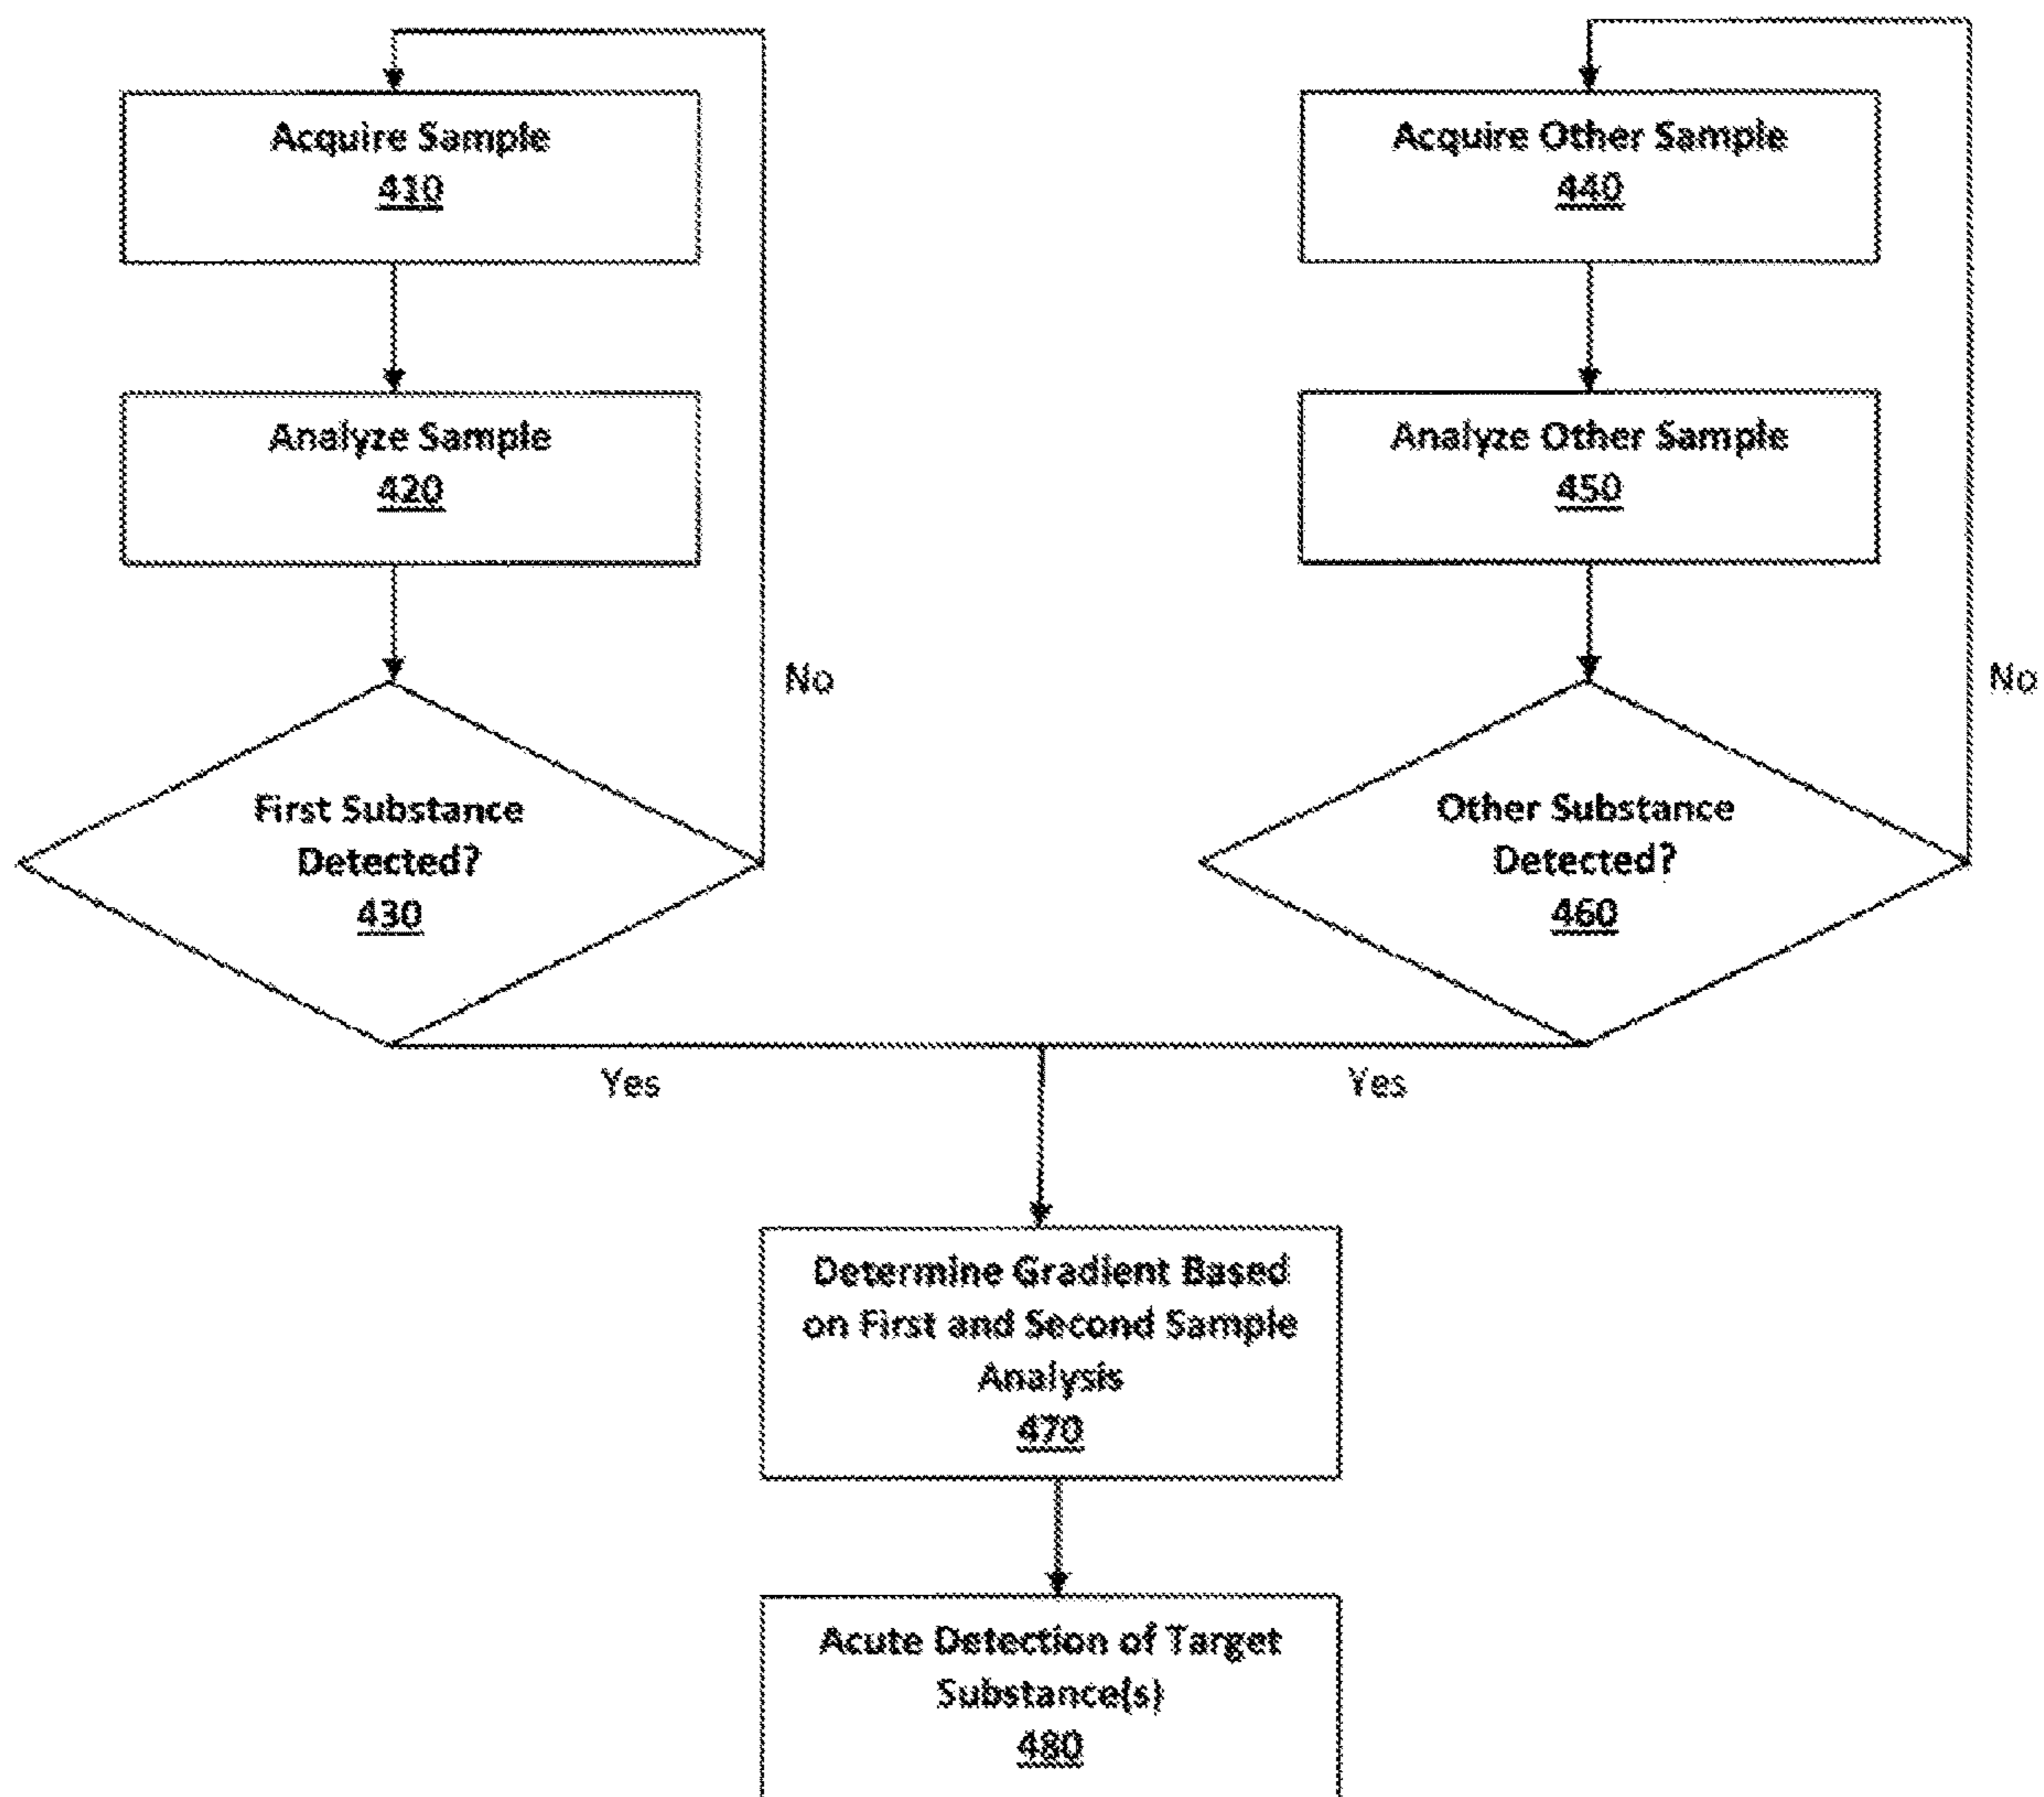 Acquire Sample
410
Analyze Sample
420
No
First Substance
Detected?
430
Yes
Acquire Other Sample
440
Analyze Other Sample
450
No
Other Substance
Detected?
460
Yes
Determine Gradient Based
on First and Second Sample
Analysis
470
Acute Detection of Target
Substance(s)
480